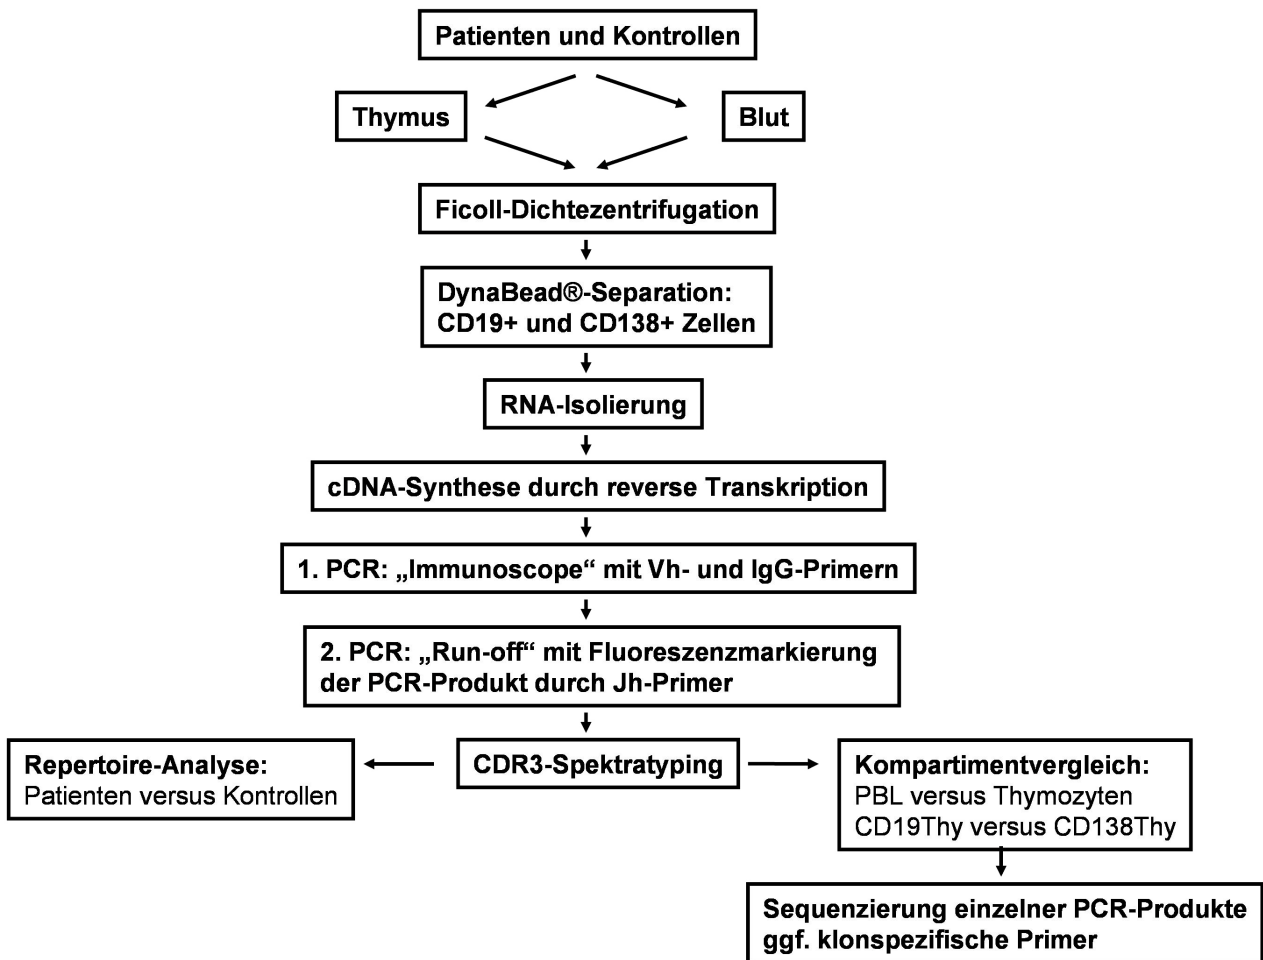 Patienten und Kontrollen
Thymus
Blut
Ficoll-Dichtezentrifugation
DynaBead®-Separation:
CD19+ und CD138+ Zellen
RNA-Isolierung
cDNA-Synthese durch reverse Transkription
1. PCR: „Immunoscope“ mit Vh- und IgG-Primern
2. PCR: „Run-off“ mit Fluoreszenzmarkierung
der PCR-Produkt durch Jh-Primer
Repertoire-Analyse:
Patienten versus Kontrollen
CDR3-Spektratyping
Kompartimentvergleich:
PBL versus Thymozyten
CD19Thy versus CD138Thy
Sequenzierung einzelner PCR-Produkte
ggf. klonspezifische Primer